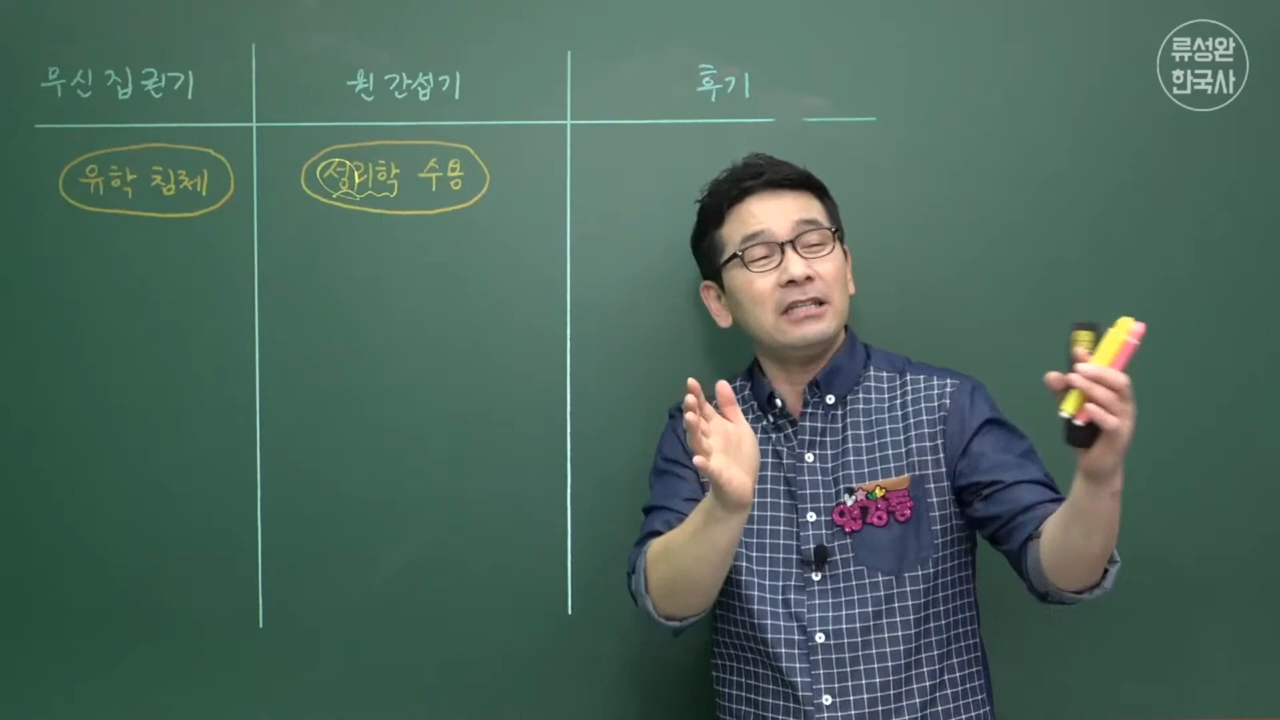 무신 집권기
원 간섭기
후기
유학 침체
성리학 수용
류성완
한국사